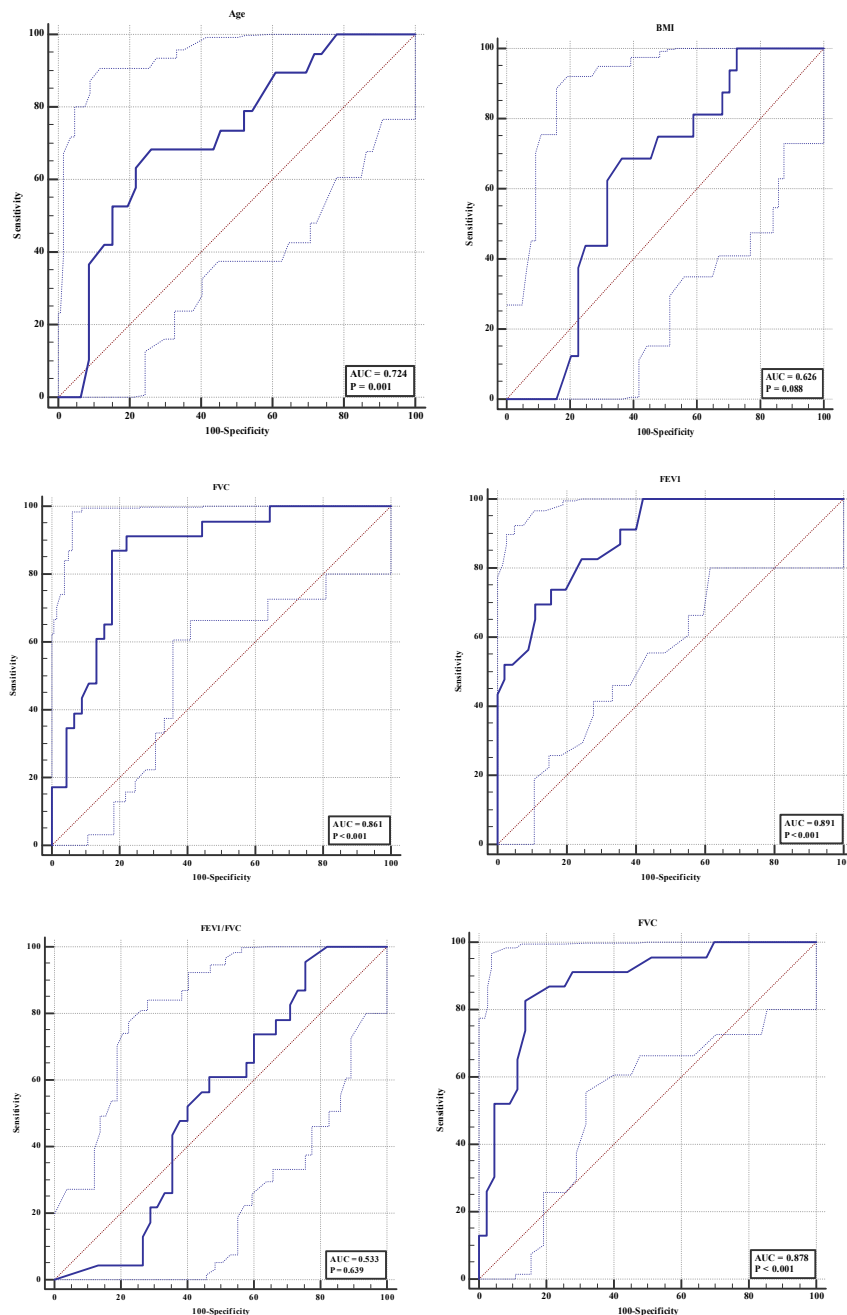 Age
100
80
60
40
20
0
Sensitivity
0 20 40 60 80 100
100-Specificity
AUC = 0.724
P = 0.001
BMI
100
80
60
40
20
0
Sensitivity
0 20 40 60 80 100
100-Specificity
AUC = 0.626
P = 0.088
FVC
100
80
60
40
20
0
Sensitivity
0 20 40 60 80 100
100-Specificity
AUC = 0.861
P < 0.001
FEV1
100
80
60
40
20
0
Sensitivity
0 20 40 60 80 100
100-Specificity
AUC = 0.891
P < 0.001
FEV1/FVC
100
80
60
40
20
0
Sensitivity
0 20 40 60 80 100
100-Specificity
AUC = 0.533
P = 0.639
FVC
100
80
60
40
20
0
Sensitivity
0 20 40 60 80 100
100-Specificity
AUC = 0.878
P < 0.001